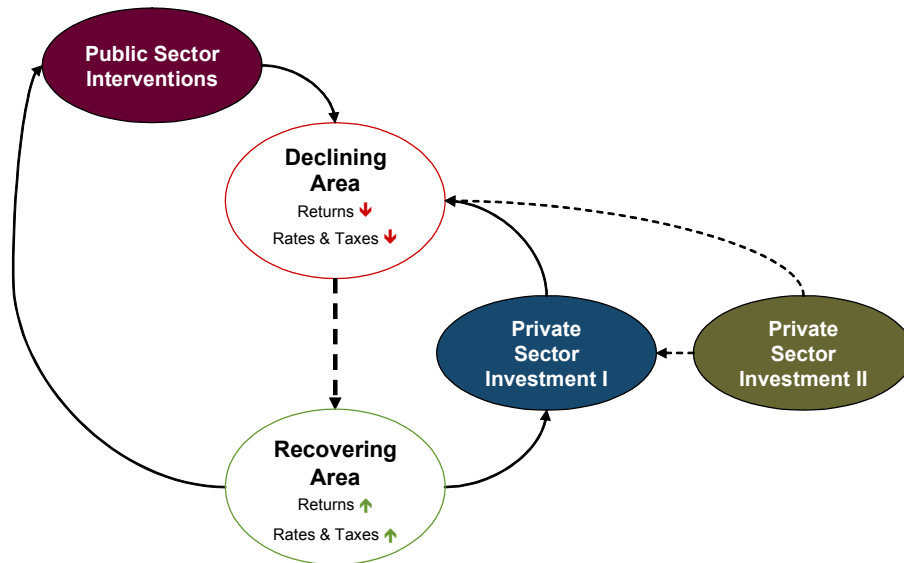 Public Sector
Interventions
Declining
Area
Returns
Rates & Taxes
Private
Sector
Investment I
Private
Sector
Investment II
Recovering
Area
Returns
Rates & Taxes